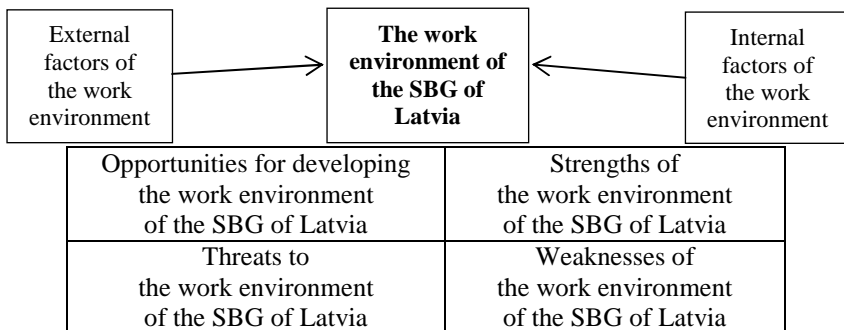 External
factors of
the work
environment
The work
environment of
the SBG of
Latvia
Internal
factors of
the work
environment
Opportunities for developing
the work environment
of the SBG of Latvia
Strengths of
the work environment
of the SBG of Latvia
Threats to
the work environment
of the SBG of Latvia
Weaknesses of
the work environment
of the SBG of Latvia